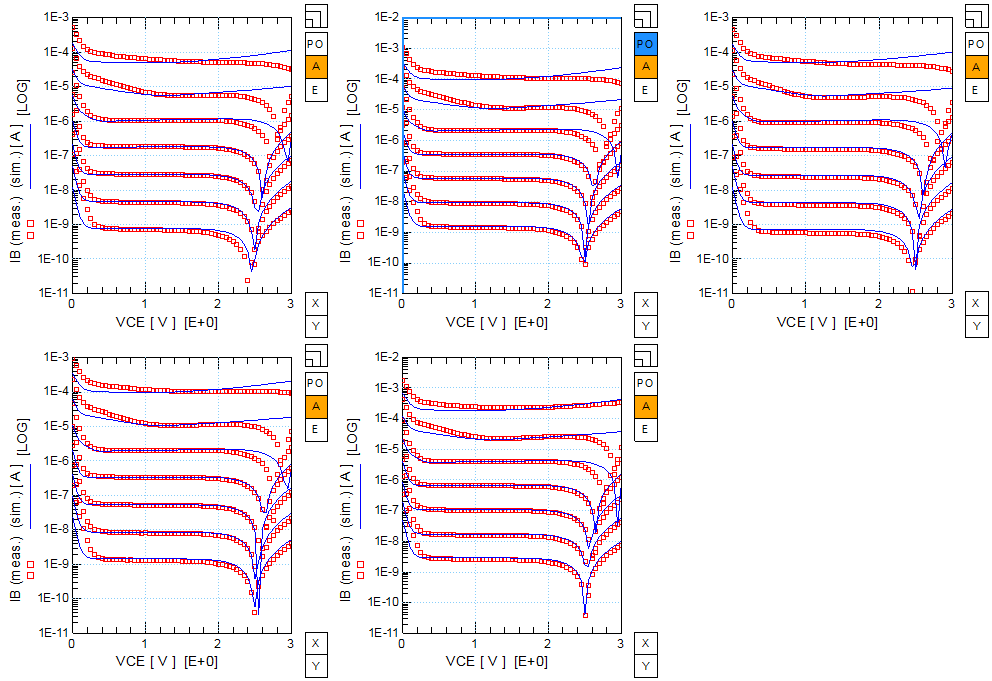 1E-3
1E-4
1E-5
1E-6
1E-7
1E-8
1E-9
1E-10
1E-11
0
1
2
3
IB (meas.) (sim.) [ A ] [LOG]
VCE [ V ] [E+0]
PO
A
E
X
Y
1E-2
1E-3
1E-4
1E-5
1E-6
1E-7
1E-8
1E-9
1E-10
1E-11
0
1
2
3
IB (meas.) (sim.) [ A ] [LOG]
VCE [ V ] [E+0]
PO
A
E
X
Y
1E-3
1E-4
1E-5
1E-6
1E-7
1E-8
1E-9
1E-10
1E-11
0
1
2
3
IB (meas.) (sim.) [ A ] [LOG]
VCE [ V ] [E+0]
PO
A
E
X
Y
1E-3
1E-4
1E-5
1E-6
1E-7
1E-8
1E-9
1E-10
1E-11
0
1
2
3
IB (meas.) (sim.) [ A ] [LOG]
VCE [ V ] [E+0]
PO
A
E
X
Y
1E-2
1E-3
1E-4
1E-5
1E-6
1E-7
1E-8
1E-9
1E-10
1E-11
0
1
2
3
IB (meas.) (sim.) [ A ] [LOG]
VCE [ V ] [E+0]
PO
A
E
X
Y